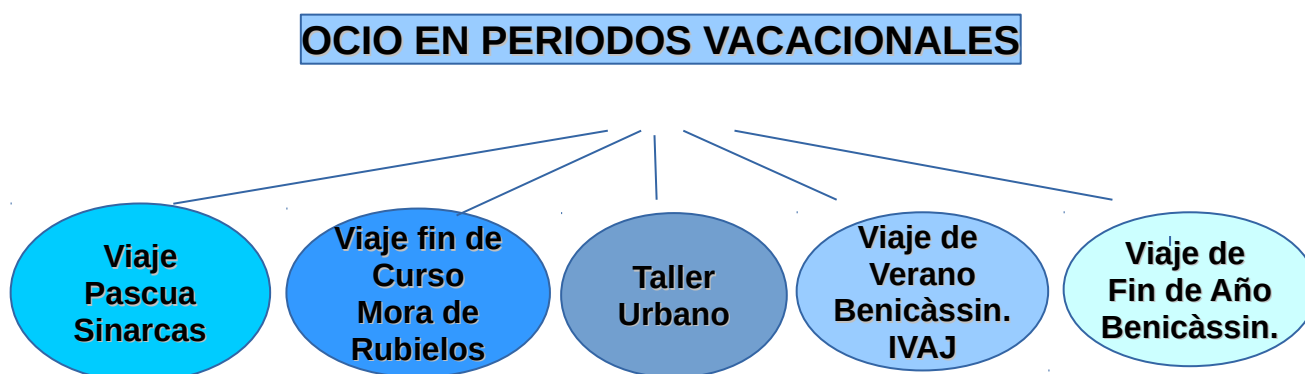 OCIO EN PERIODOS VACACIONALES
Viaje
Pascua
Sinarcas
Viaje fin de
Curso
Mora de
Rubielos
Taller
Urbano
Viaje de
Verano
Benicàssin.
IVAJ
Viaje de
Fin de Año
Benicàssin.